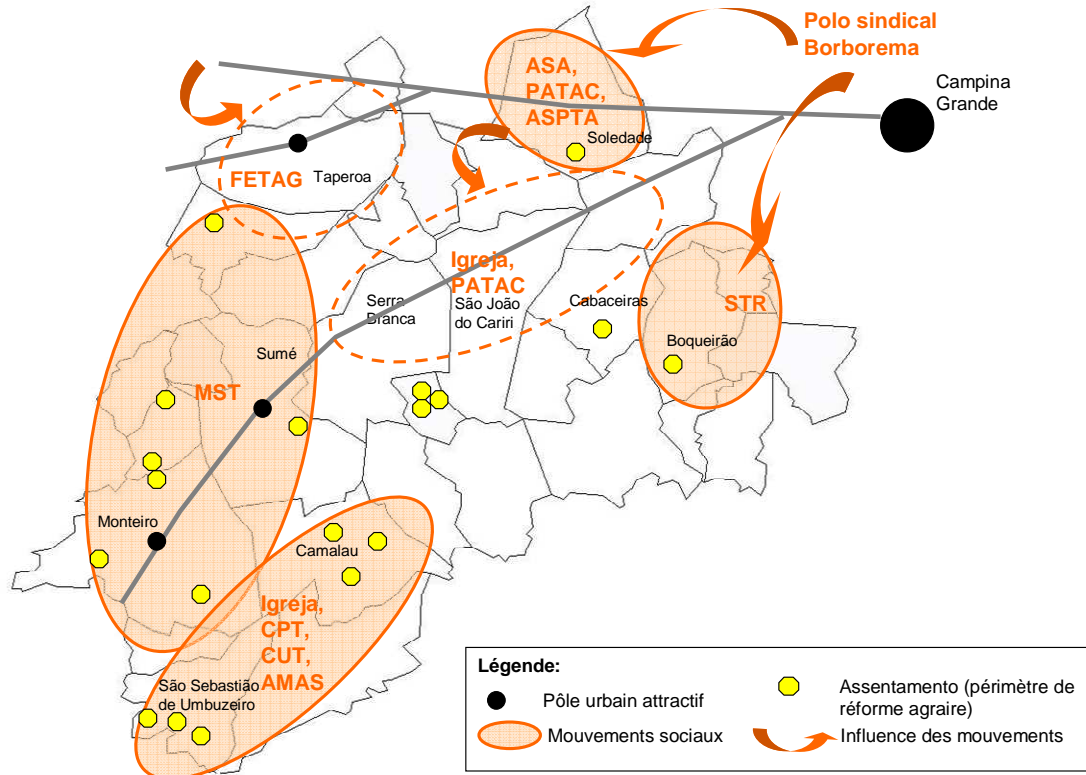 Polo sindical
Borborema
Campina
Grande
ASA,
PATAC,
ASPTA
Soledade
FETAG
Taperoa
Igreja,
PATAC
Serra
Branca
São João
do Cariri
Cabaceiras
STR
Boqueirão
Sumé
MST
Monteiro
Camalau
Igreja,
CPT,
CUT,
AMAS
São Sebastião
de Umbuzeiro
Légende:
Pôle urbain attractif
Assentamento (périmètre de
réforme agraire)
Mouvements sociaux
Influence des mouvements